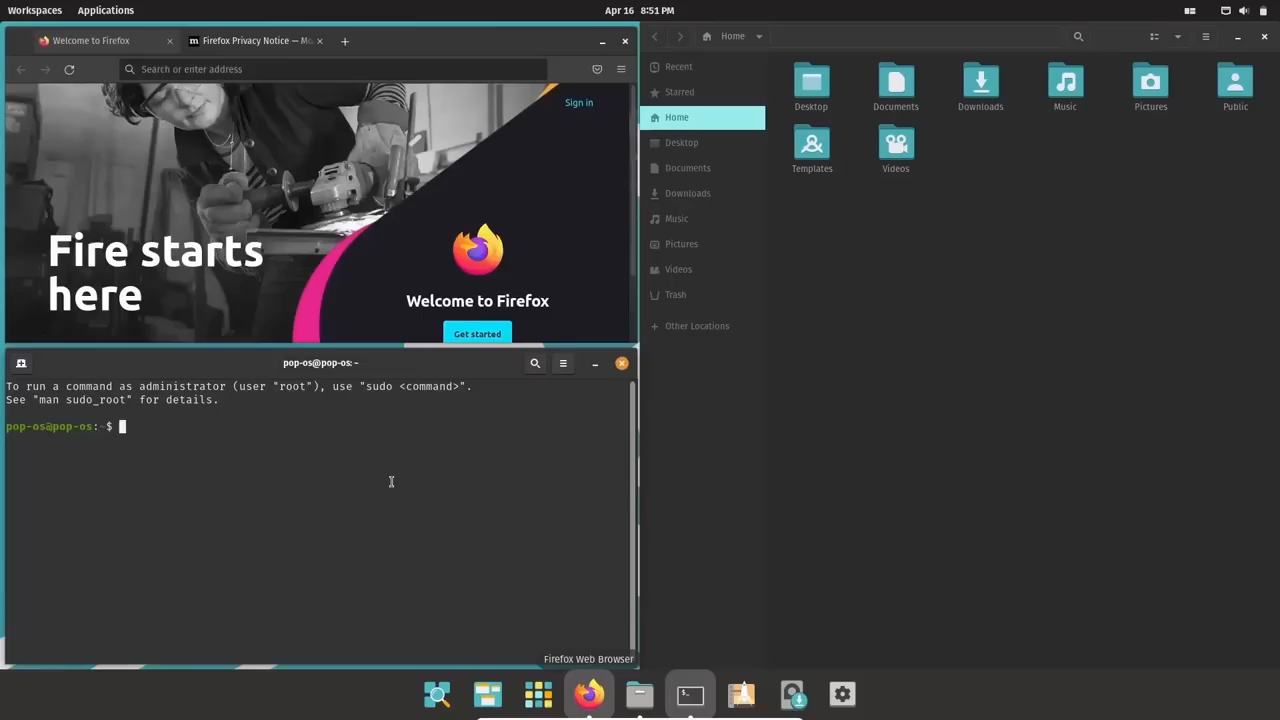 Workspaces Applications Apr 16 8:51 PM
Welcome to Firefox
Firefox Privacy Notice — Mo
Search or enter address
Sign in
Fire starts
here
Welcome to Firefox
Get started
Home
Recent
Starred
Home
Desktop
Documents
Downloads
Music
Pictures
Videos
Trash
Other Locations
Desktop Documents Downloads Music Pictures Public
Templates Videos
pop-os@pop-os: ~
To run a command as administrator (user "root"), use "sudo <command>".
See "man sudo_root" for details.
pop-os@pop-os:~$
Firefox Web Browser